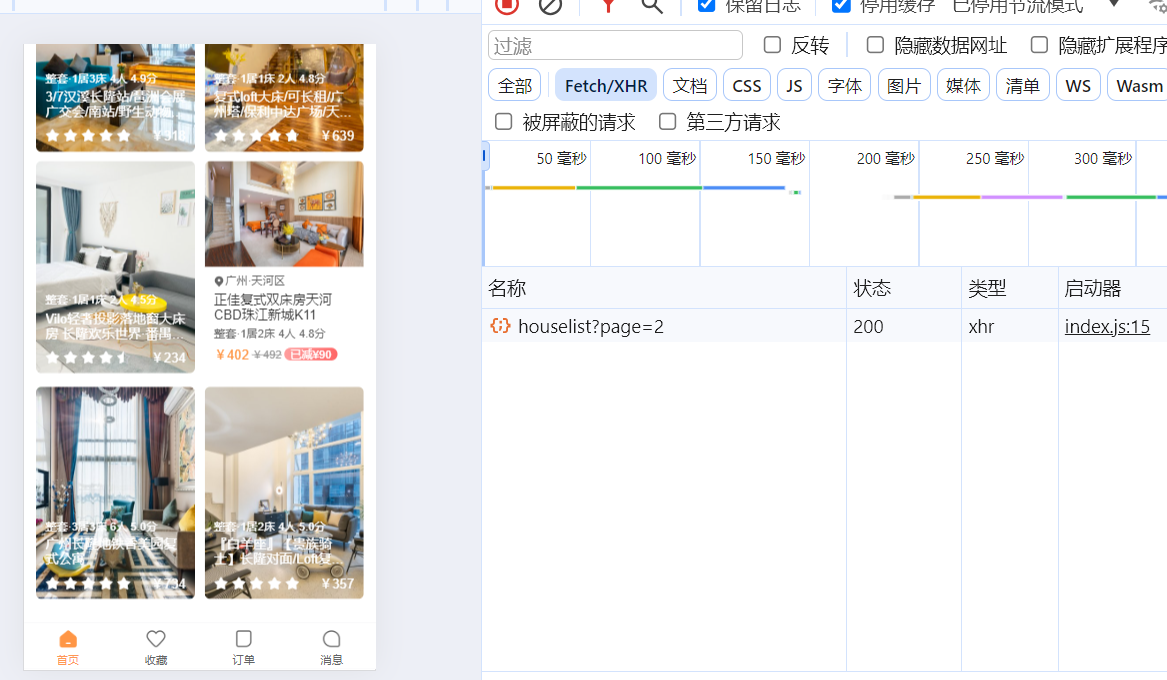 保留日志
停用缓存
已停用节流模式
过滤
反转
隐藏数据网址
隐藏扩展程序
全部
Fetch/XHR
文档
CSS
JS
字体
图片
媒体
清单
WS
Wasm
被屏蔽的请求
第三方请求
50 毫秒
100 毫秒
150 毫秒
200 毫秒
250 毫秒
300 毫秒
名称
状态
类型
启动器
houselist?page=2
200
xhr
index.js:15
整套·1居3床 4人 4.9分
3/7汉溪长隆站/琶洲会展
广交会/南站/野生动物...
整套·1居1床 2人 4.8分
复式loft大床/可长租/广
州塔/保利中达广场/天...
¥639
整套·1居1床 2人 4.5分
Vilo轻奢投影落地窗大床
房 长隆欢乐世界 番禺...
¥234
广州·天河区
正佳复式双床房天河
CBD珠江新城K11
整套·1居2床 4人 4.8分
¥402 ¥492 已减¥90
整套·3居3床 6人 5.0分
式公寓
¥734
整套·1居2床 4人 5.0分
【白羊座】【贵族骑
士】长隆对面/Loft复...
¥357
首页
收藏
订单
消息